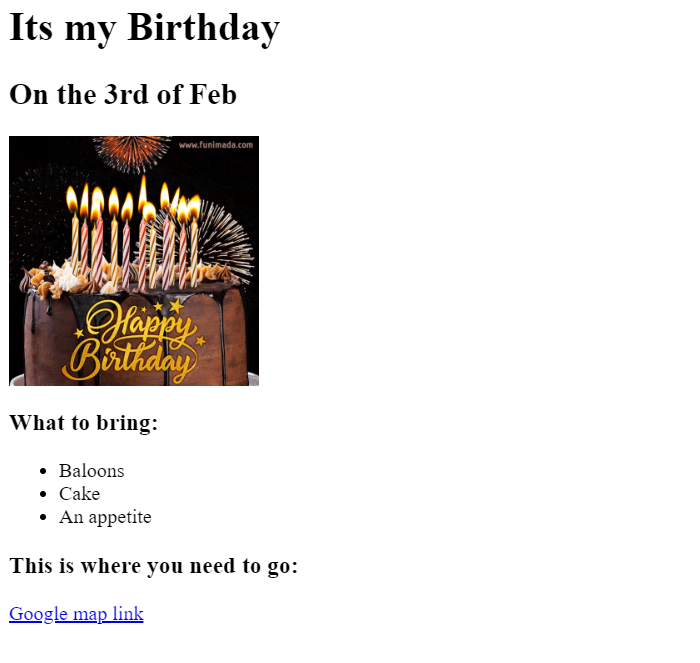 Its my Birthday
On the 3rd of Feb
www.funimada.com
Happy
Birthday
What to bring:
Baloons
Cake
An appetite
This is where you need to go:
Google map link